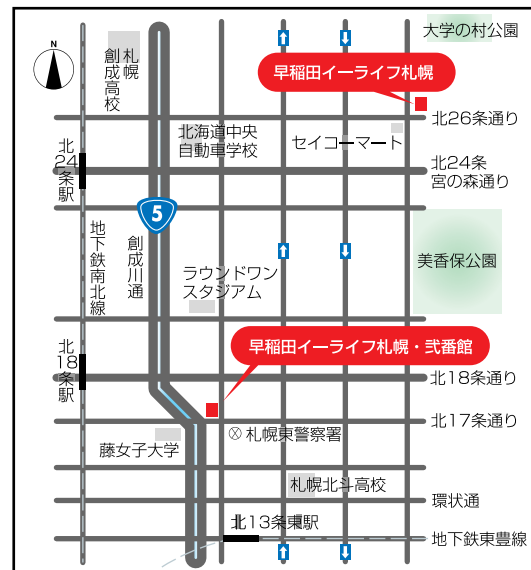 大学の村公園
N
札幌
創成高校
早稲田イーライフ札幌
北26条通り
北海道中央
自動車学校
セイコーマート
北24条駅
北24条
宮の森通り
5
地下鉄南北線
創成川通
美香保公園
ラウンドワン
スタジアム
早稲田イーライフ札幌・弐番館
北18条駅
北18条通り
北17条通り
札幌東警察署
藤女子大学
札幌北斗高校
環状通
北13条東駅
地下鉄東豊線